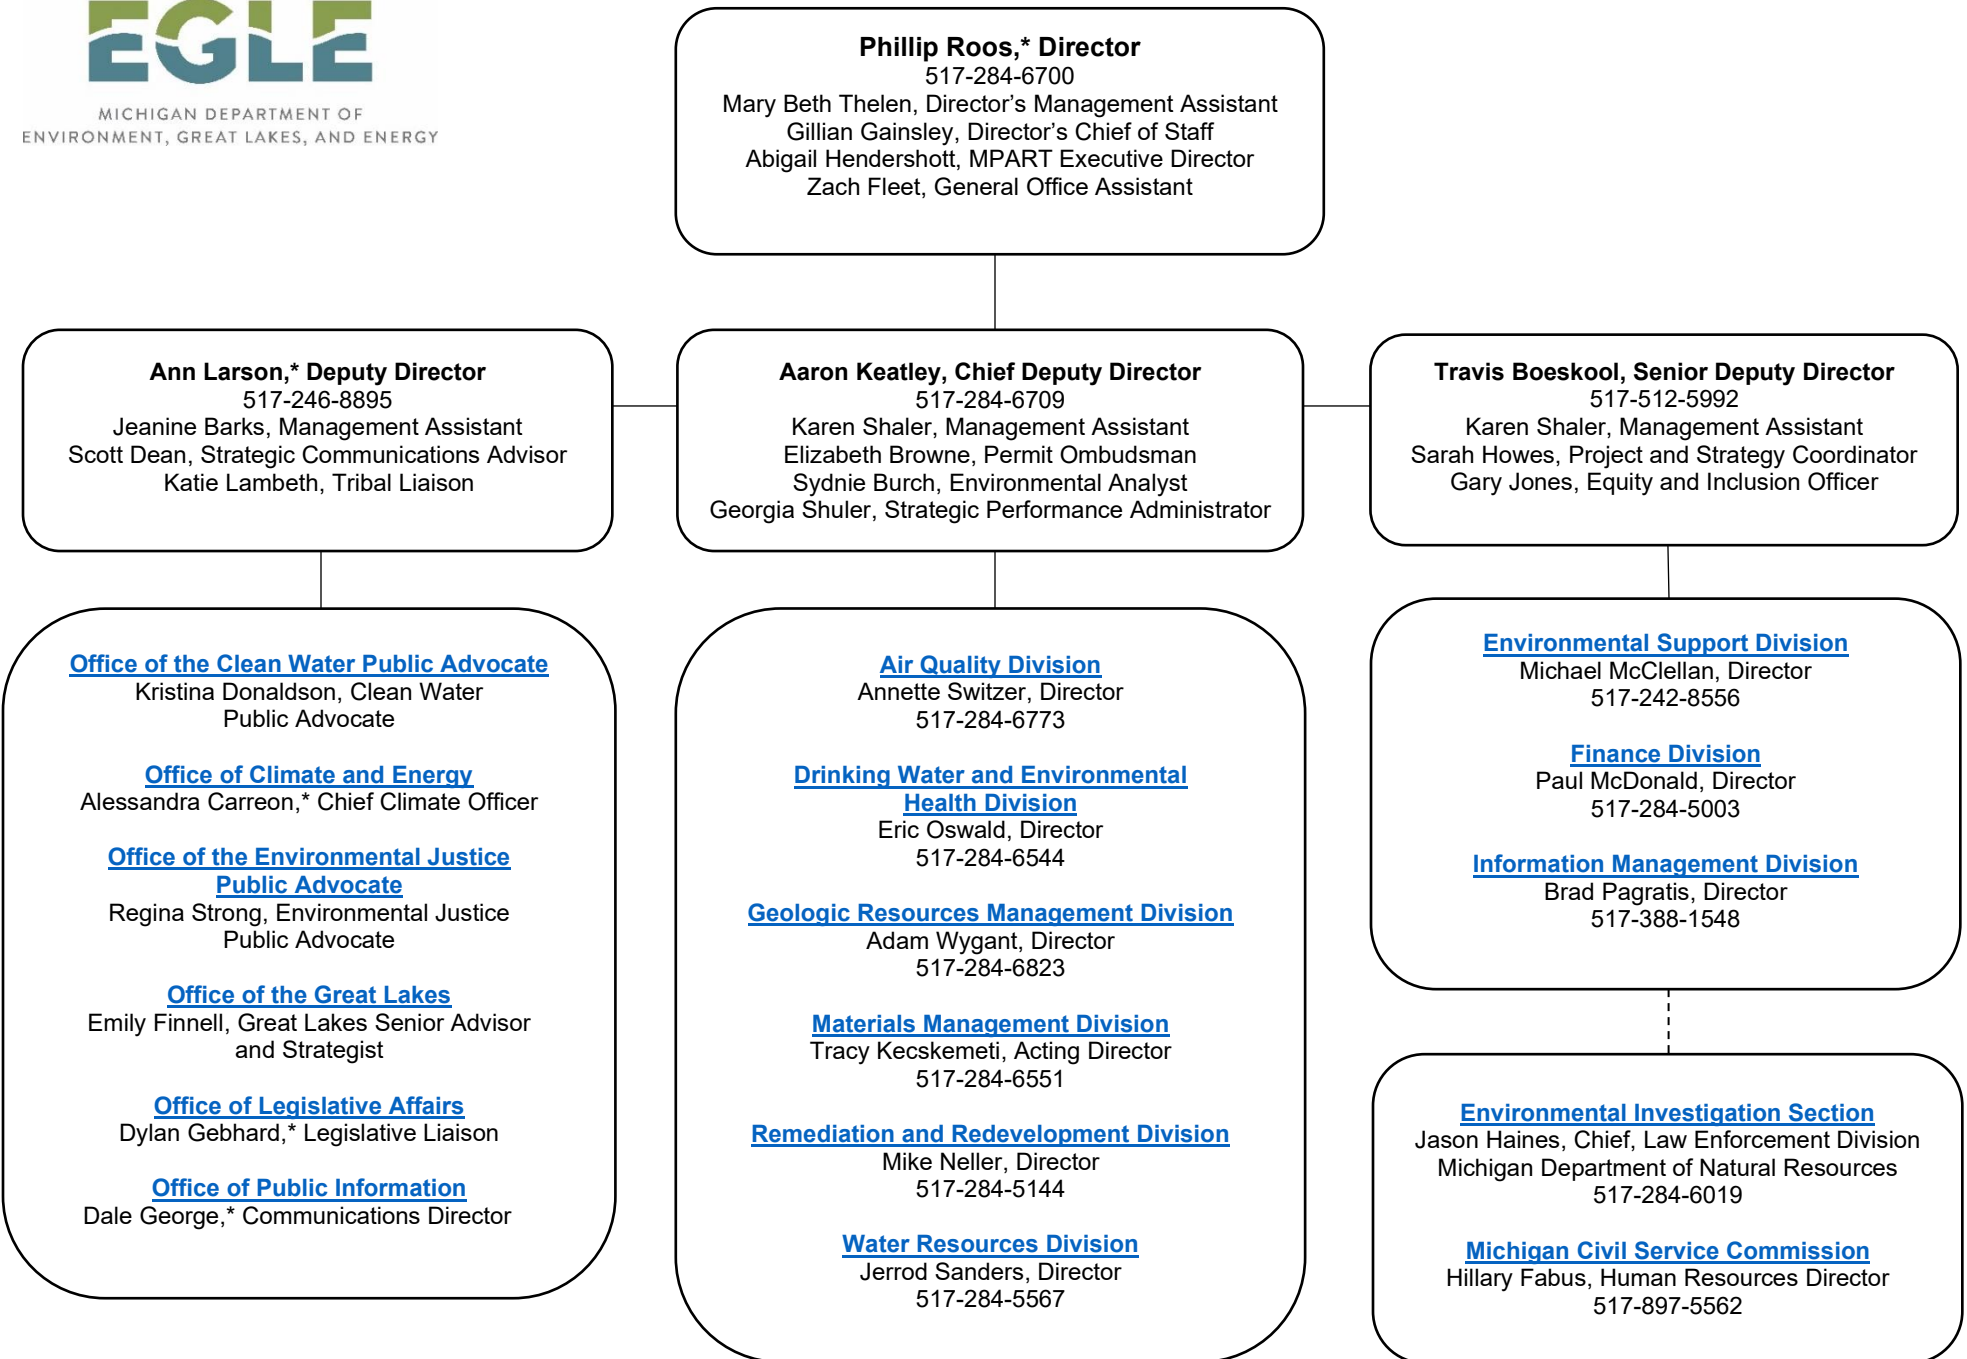 EGLE
MICHIGAN DEPARTMENT OF
ENVIRONMENT, GREAT LAKES, AND ENERGY
Phillip Roos,* Director
517-284-6700
Mary Beth Thelen, Director’s Management Assistant
Gillian Gainsley, Director’s Chief of Staff
Abigail Hendershott, MPART Executive Director
Zach Fleet, General Office Assistant
Ann Larson,* Deputy Director
517-246-8895
Jeanine Barks, Management Assistant
Scott Dean, Strategic Communications Advisor
Katie Lambeth, Tribal Liaison
Aaron Keatley, Chief Deputy Director
517-284-6709
Karen Shaler, Management Assistant
Elizabeth Browne, Permit Ombudsman
Sydnie Burch, Environmental Analyst
Georgia Shuler, Strategic Performance Administrator
Travis Boeskool, Senior Deputy Director
517-512-5992
Karen Shaler, Management Assistant
Sarah Howes, Project and Strategy Coordinator
Gary Jones, Equity and Inclusion Officer
Office of the Clean Water Public Advocate
Kristina Donaldson, Clean Water
Public Advocate
Office of Climate and Energy
Alessandra Carreon,* Chief Climate Officer
Office of the Environmental Justice
Public Advocate
Regina Strong, Environmental Justice
Public Advocate
Office of the Great Lakes
Emily Finnell, Great Lakes Senior Advisor
and Strategist
Office of Legislative Affairs
Dylan Gebhard,* Legislative Liaison
Office of Public Information
Dale George,* Communications Director
Air Quality Division
Annette Switzer, Director
517-284-6773
Drinking Water and Environmental
Health Division
Eric Oswald, Director
517-284-6544
Geologic Resources Management Division
Adam Wygant, Director
517-284-6823
Materials Management Division
Tracy Kecskemeti, Acting Director
517-284-6551
Remediation and Redevelopment Division
Mike Neller, Director
517-284-5144
Water Resources Division
Jerrod Sanders, Director
517-284-5567
Environmental Support Division
Michael McClellan, Director
517-242-8556
Finance Division
Paul McDonald, Director
517-284-5003
Information Management Division
Brad Pagratis, Director
517-388-1548
Environmental Investigation Section
Jason Haines, Chief, Law Enforcement Division
Michigan Department of Natural Resources
517-284-6019
Michigan Civil Service Commission
Hillary Fabus, Human Resources Director
517-897-5562